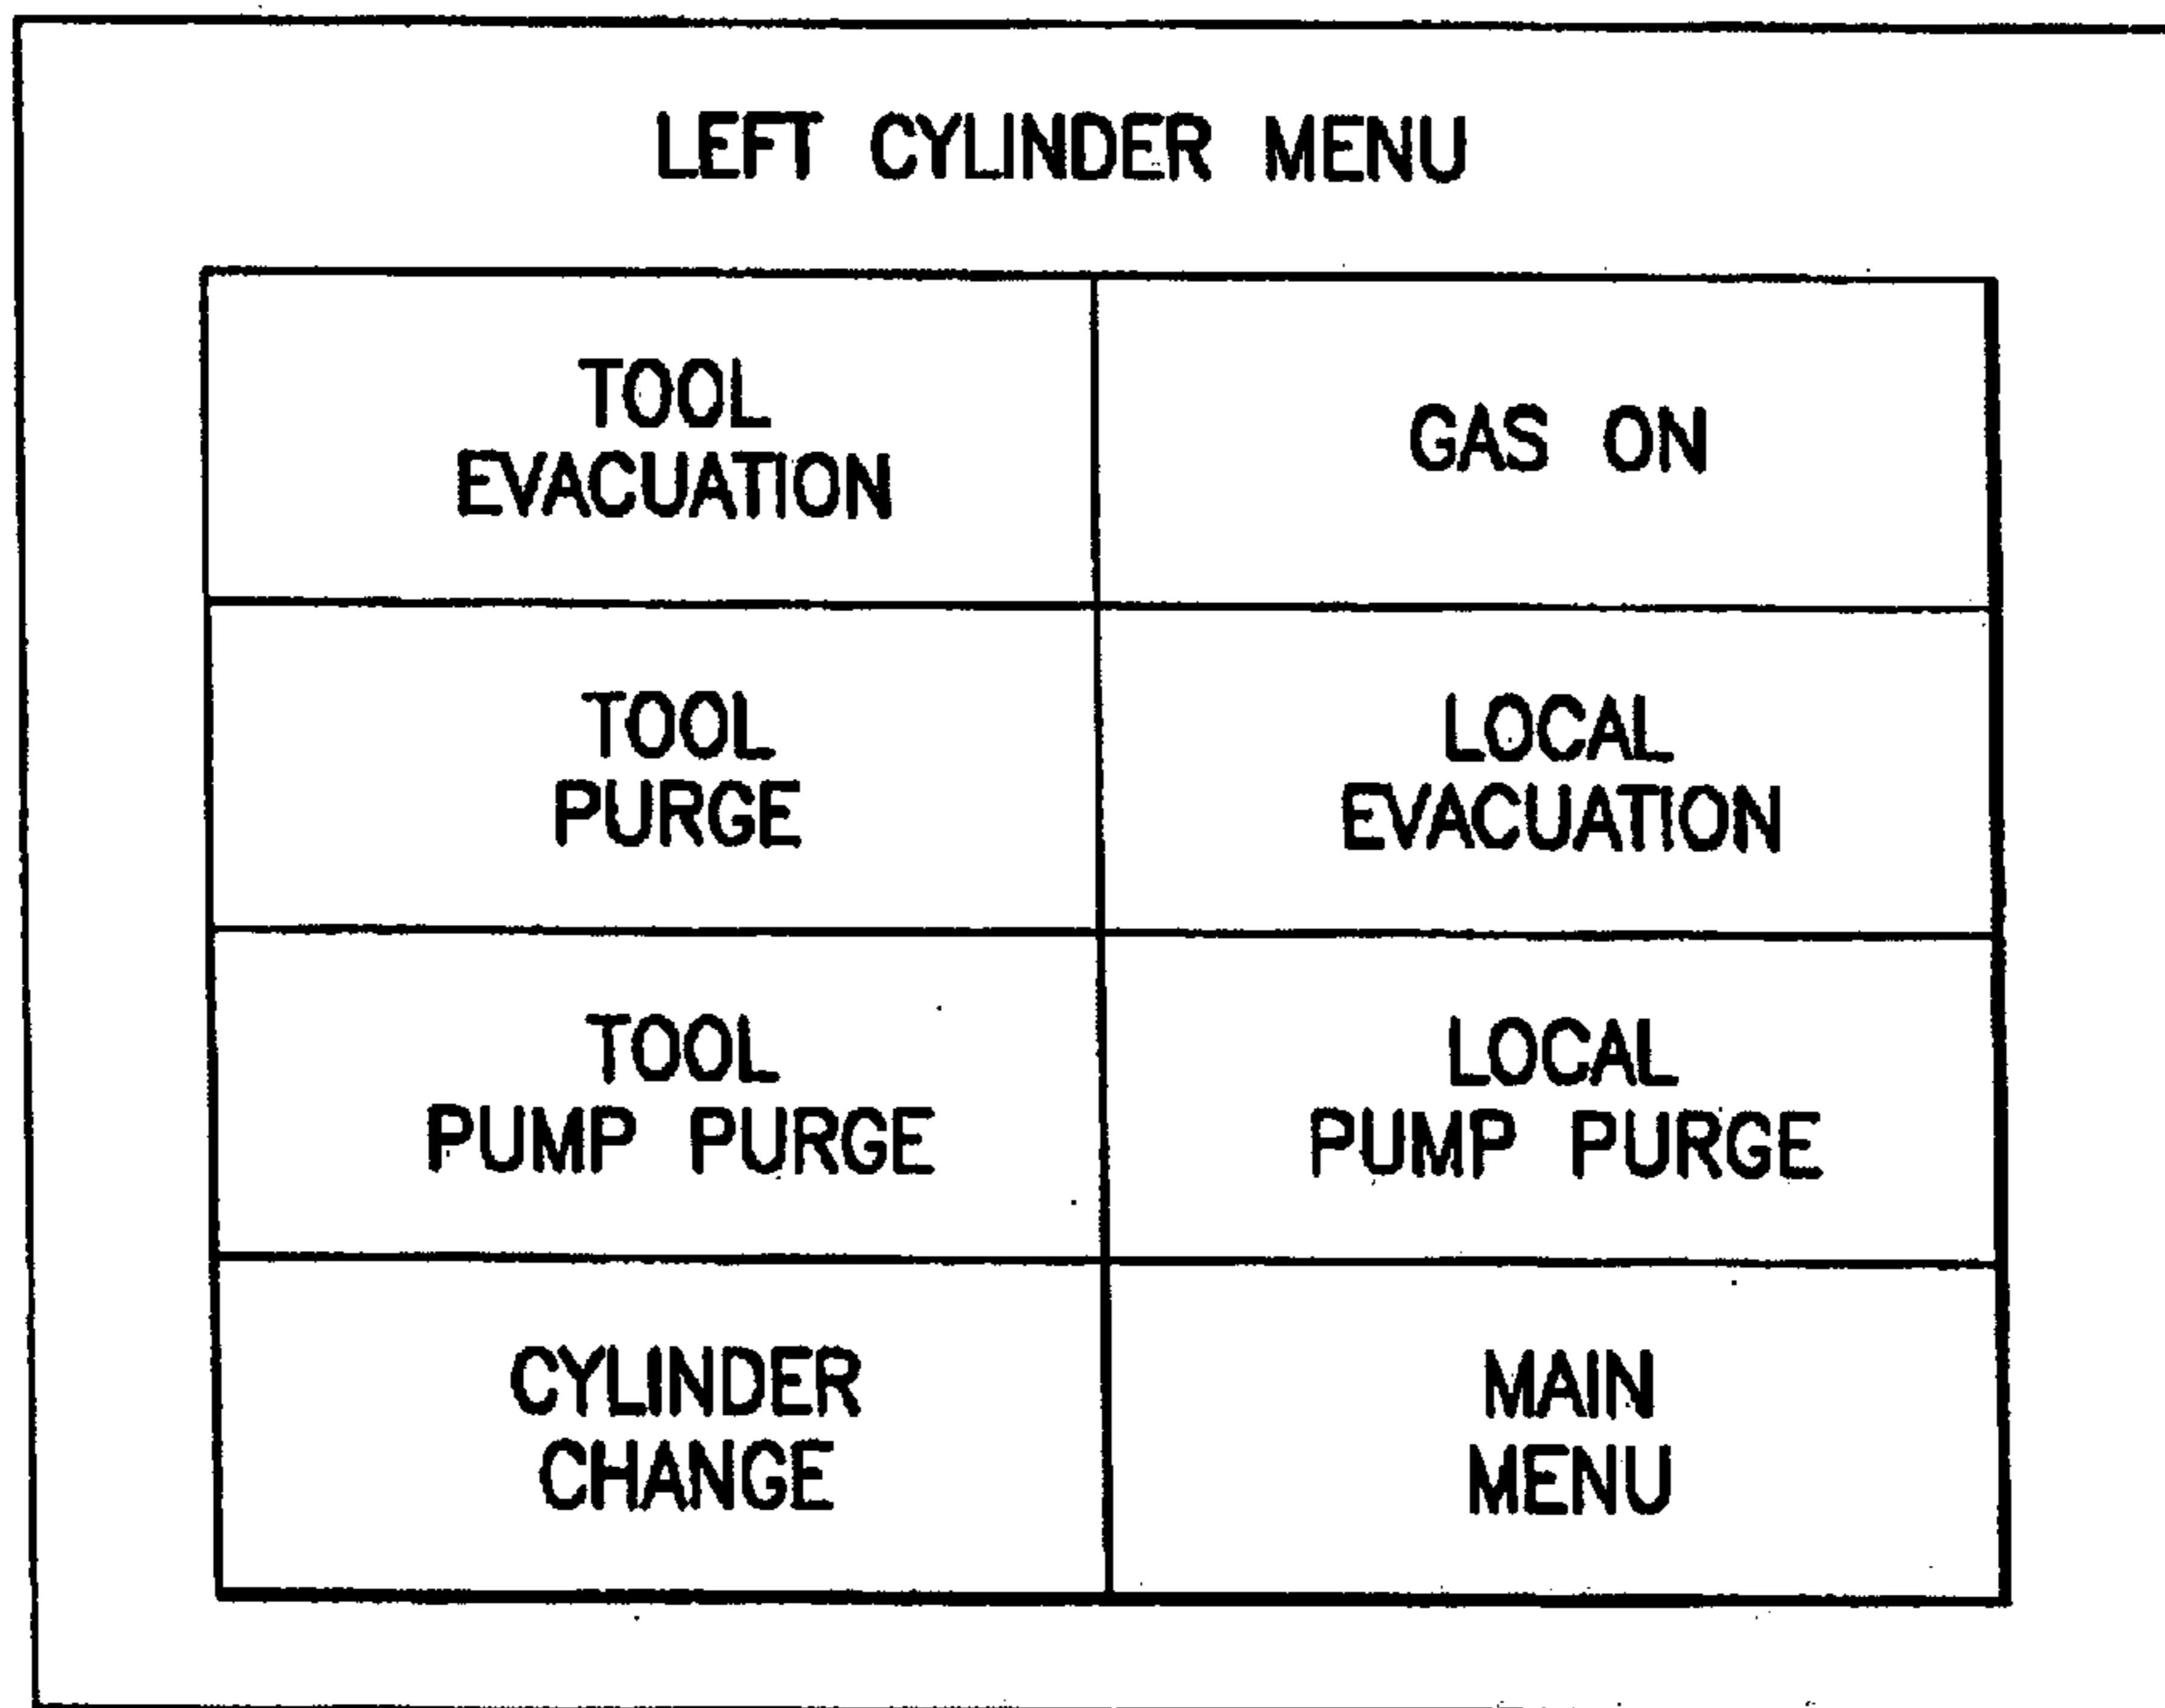 LEFT CYLINDER MENU
TOOL
EVACUATION
GAS ON
TOOL
PURGE
LOCAL
EVACUATION
TOOL
PUMP PURGE
LOCAL
PUMP PURGE
CYLINDER
CHANGE
MAIN
MENU